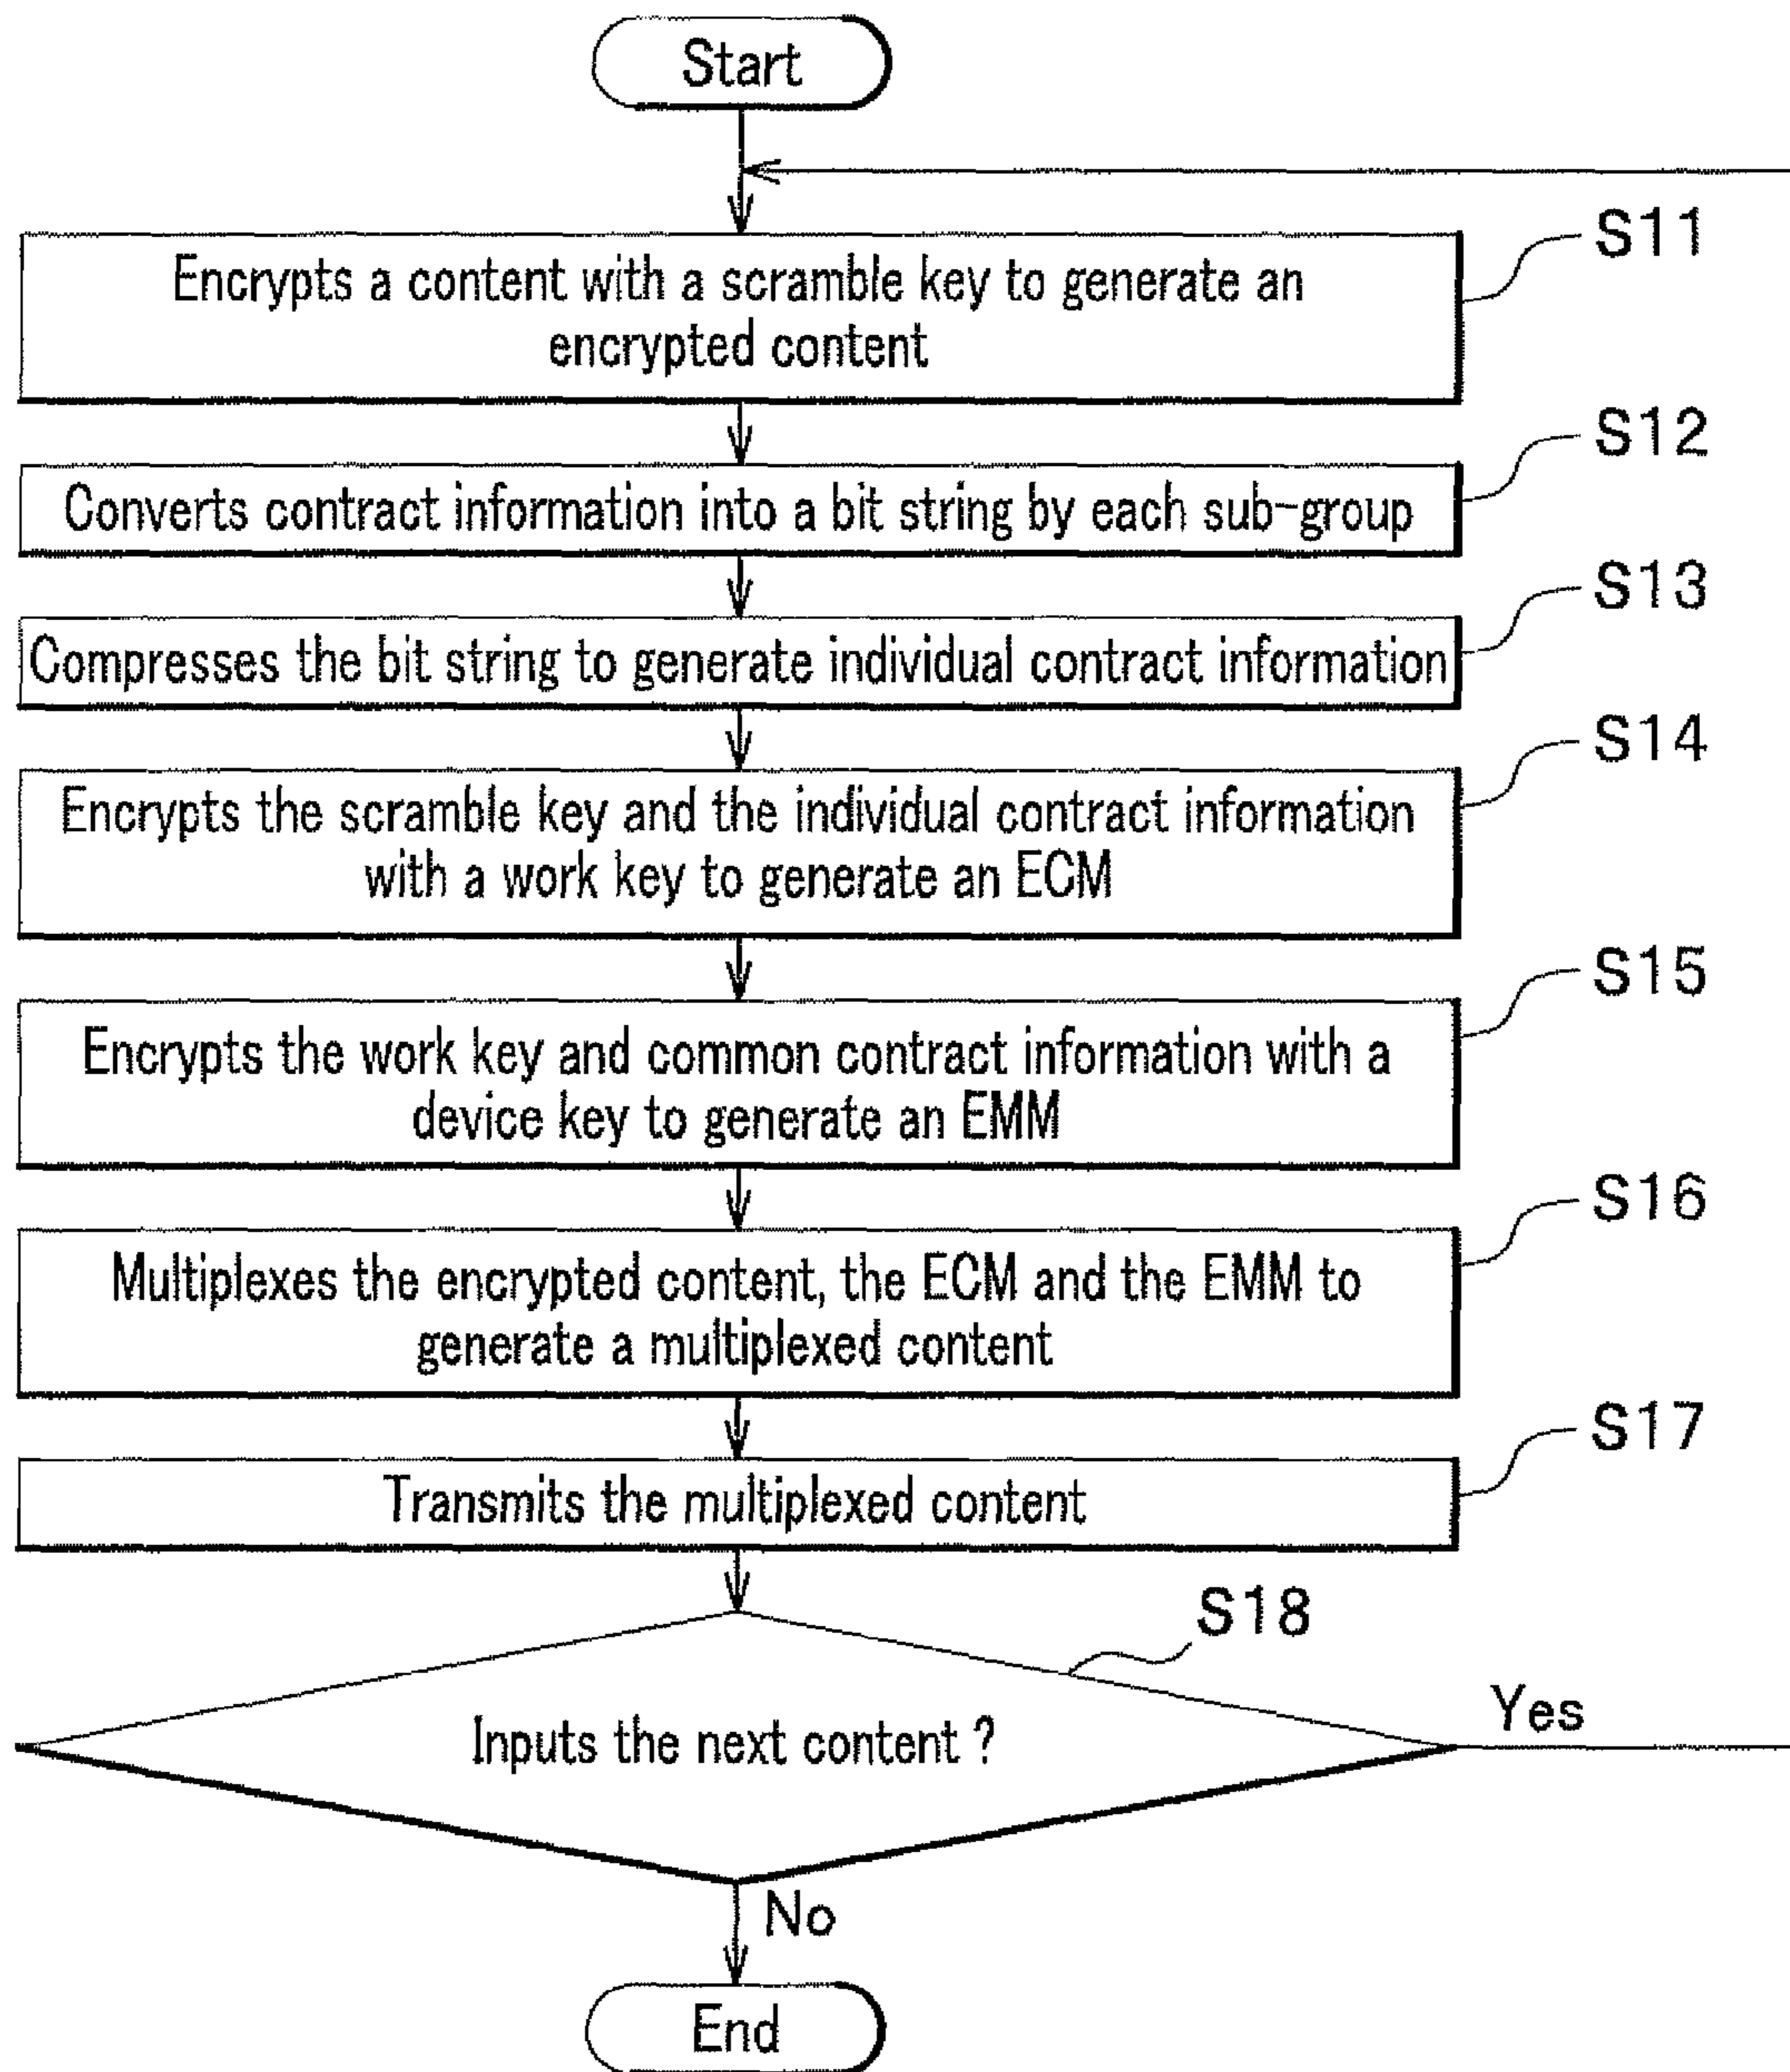 Start
S11
Encrypts a content with a scramble key to generate an
encrypted content
S12
Converts contract information into a bit string by each sub-group
S13
Compresses the bit string to generate individual contract information
S14
Encrypts the scramble key and the individual contract information
with a work key to generate an ECM
S15
Encrypts the work key and common contract information with a
device key to generate an EMM
S16
Multiplexes the encrypted content, the ECM and the EMM to
generate a multiplexed content
S17
Transmits the multiplexed content
S18
Inputs the next content ?
Yes
No
End